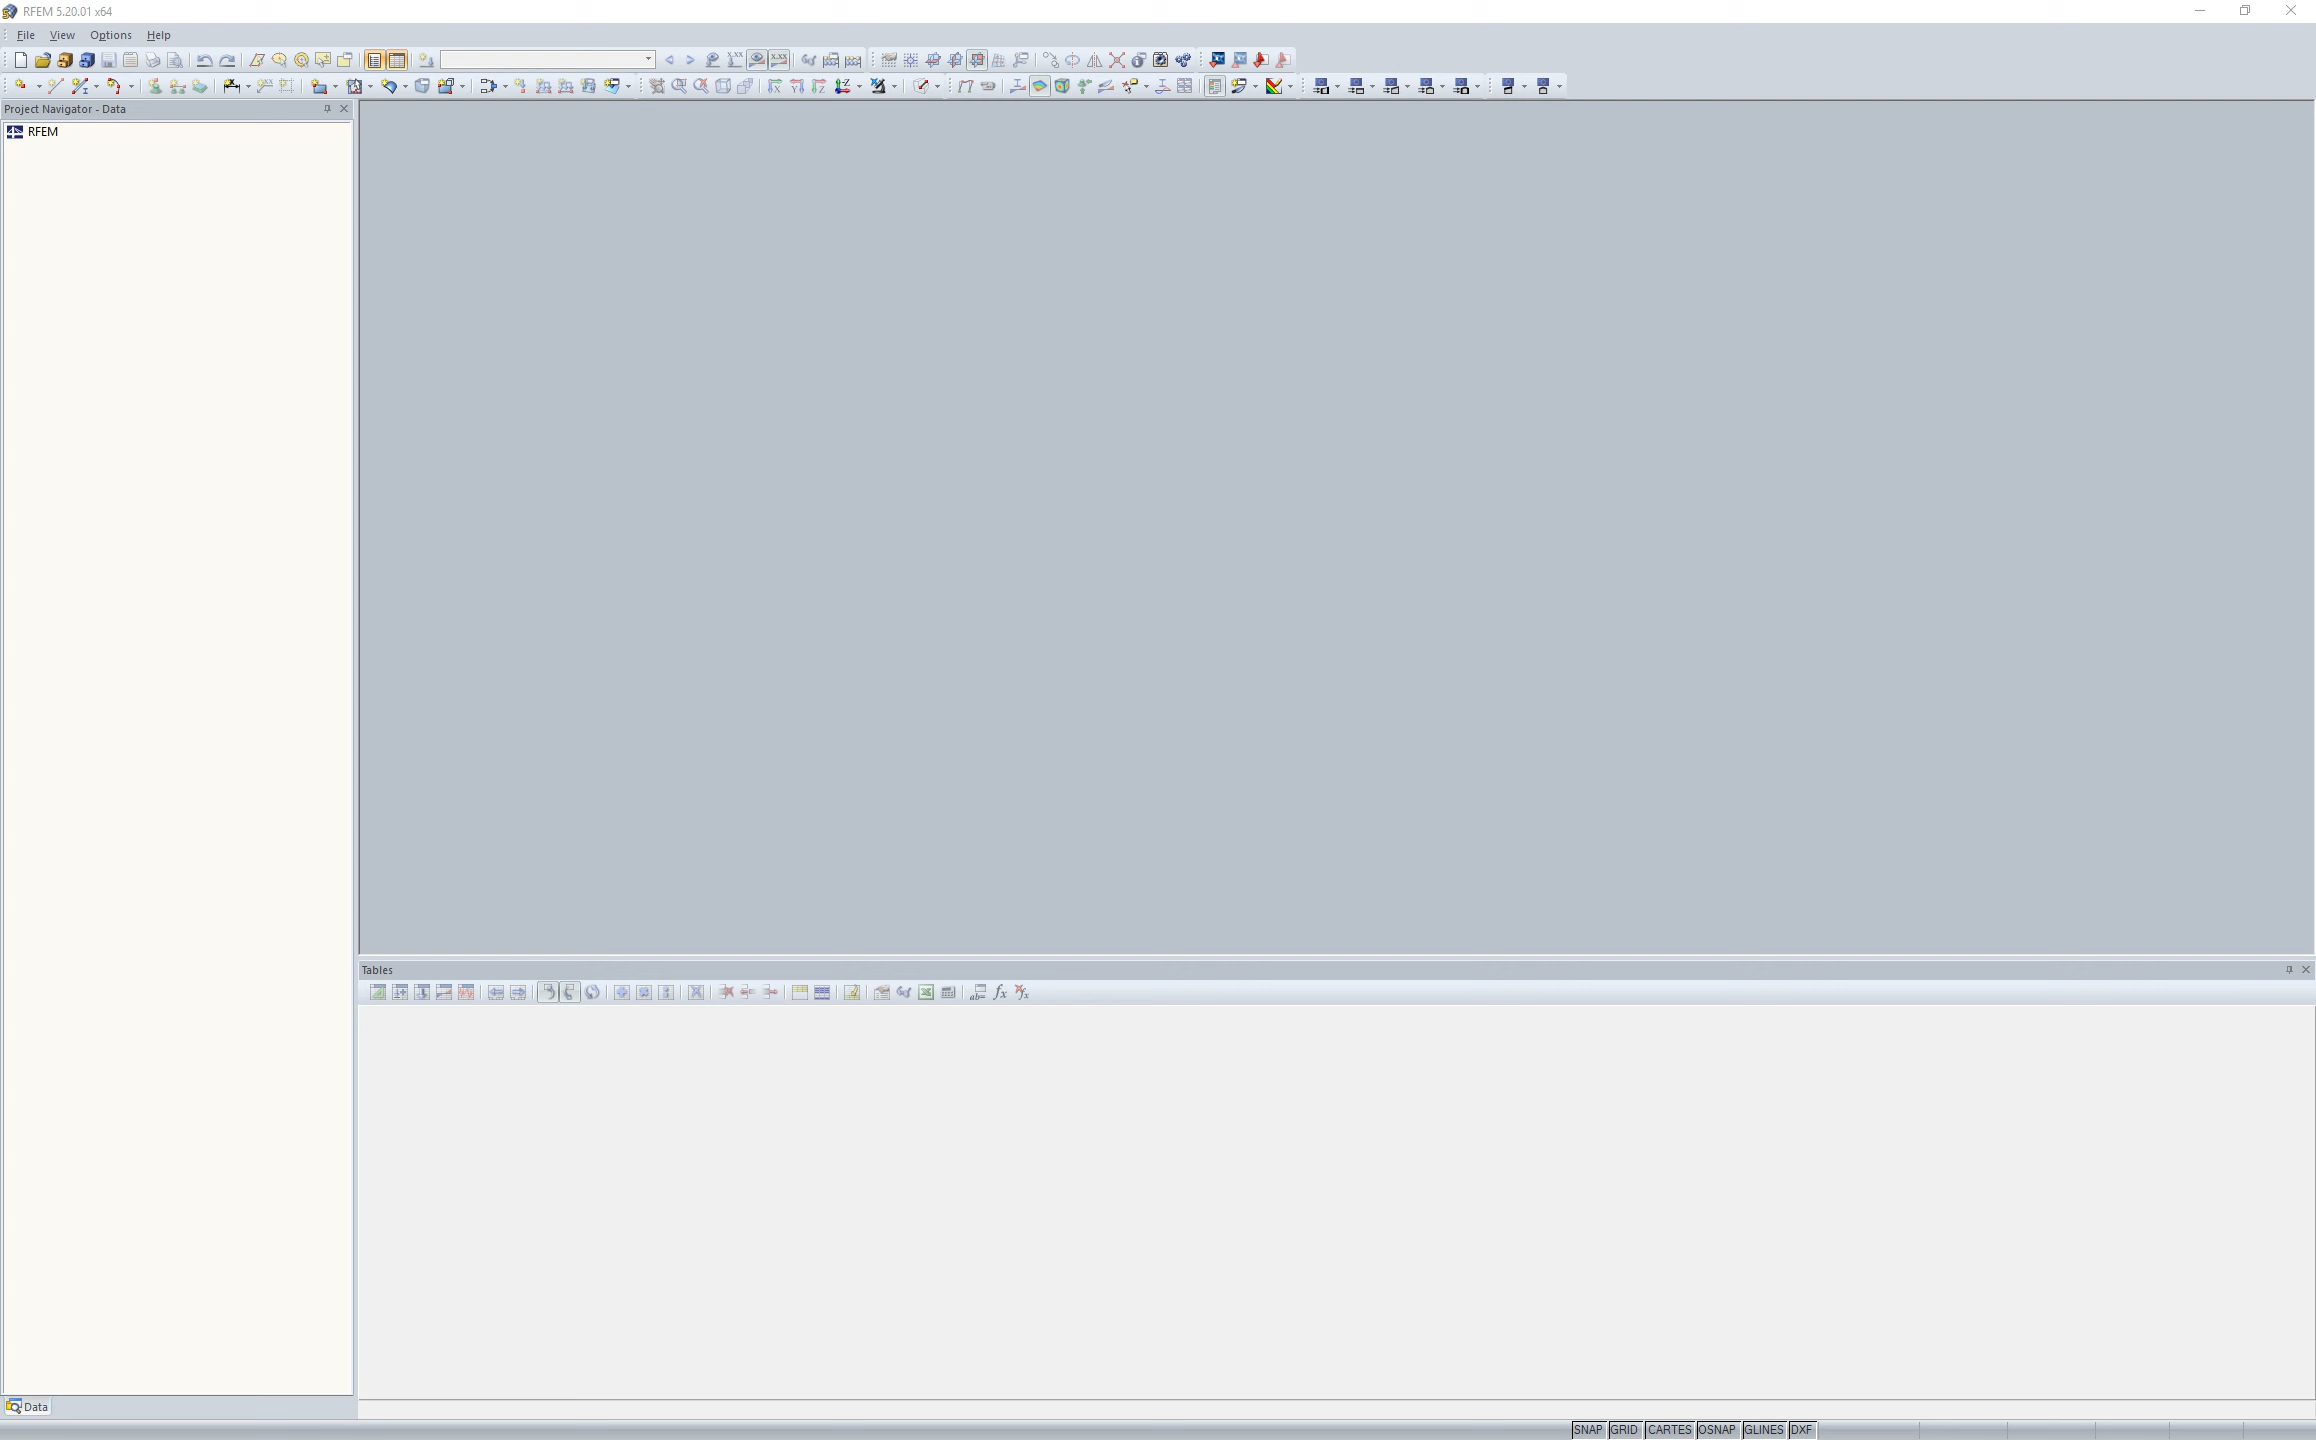 RFEM 5.20.01 x64
File View Options Help
Project Navigator - Data
RFEM
Tables
Data
SNAP GRID CARTES OSNAP GLINES DXF